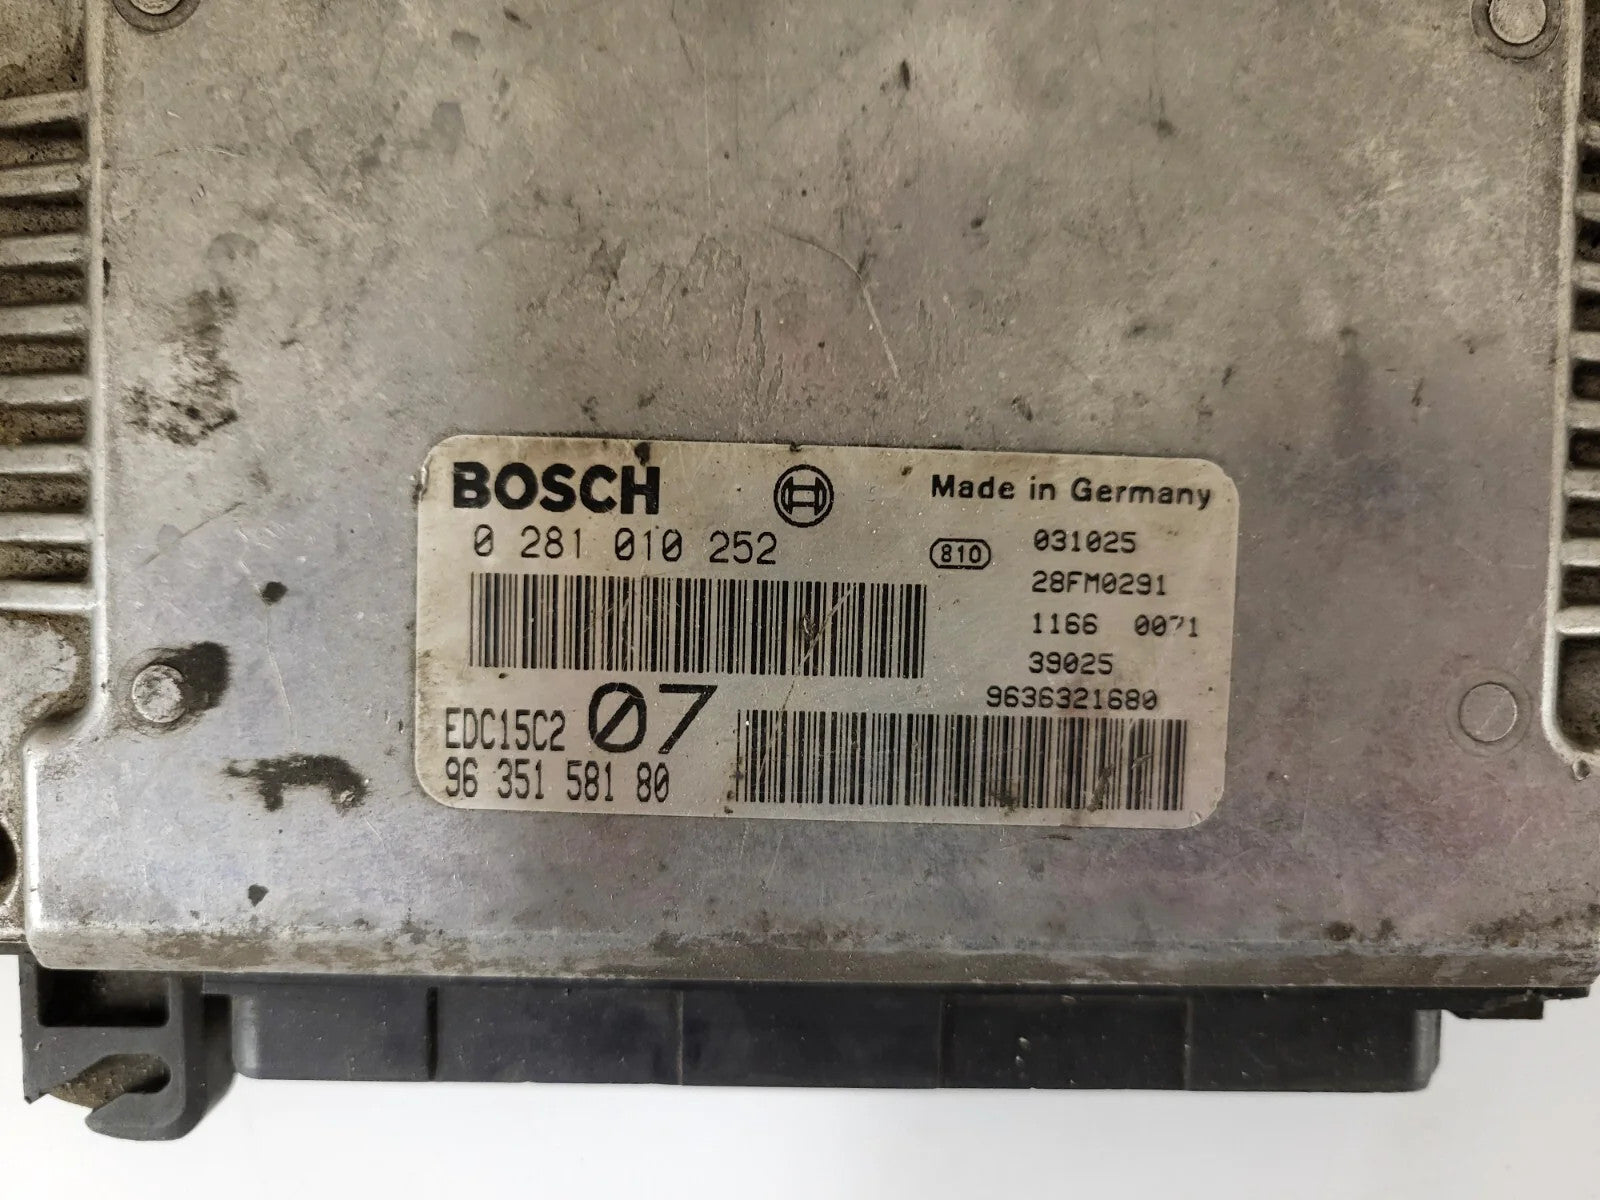 BOSCH
Made in Germany
0 281 010 252
810
031025
28FM0291
1166 0071
39025
9636321680
EDC15C2 07
96 351 581 80